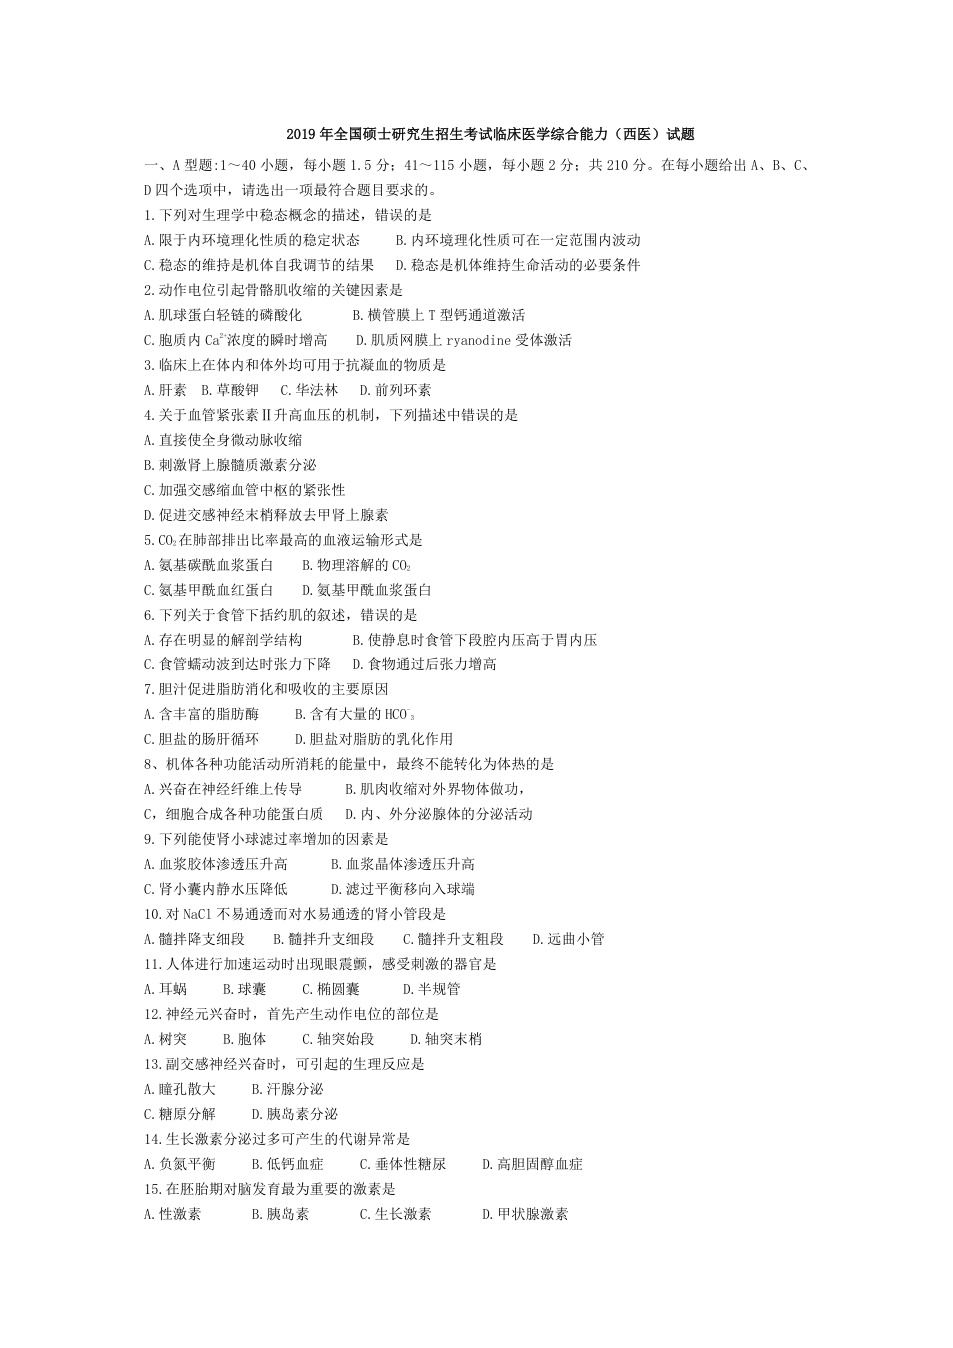 2019 年全国硕士研究生招生考试临床医学综合能力（西医）试题
一、A 型题:1～40 小题，每小题 1.5 分；41～115 小题，每小题 2 分；共 210 分。在每小题给出 A、B、C、
D 四个选项中，请选出一项最符合题目要求的。
1.下列对生理学中稳态概念的描述，错误的是
A.限于内环境理化性质的稳定状态 B.内环境理化性质可在一定范围内波动
C.稳态的维持是机体自我调节的结果 D.稳态是机体维持生命活动的必要条件
2.动作电位引起骨骼肌收缩的关键因素是
A.肌球蛋白轻链的磷酸化 B.横管膜上 T 型钙通道激活
C.胞质内 Ca²⁺浓度的瞬时增高 D.肌质网膜上 ryanodine 受体激活
3.临床上在体内和体外均可用于抗凝血的物质是
A.肝素 B.草酸钾 C.华法林 D.前列环素
4.关于血管紧张素Ⅱ升高血压的机制，下列描述中错误的是
A.直接使全身微动脉收缩
B.刺激肾上腺髓质激素分泌
C.加强交感缩血管中枢的紧张性
D.促进交感神经末梢释放去甲肾上腺素
5.CO₂在肺部排出比率最高的血液运输形式是
A.氨基碳酰血浆蛋白 B.物理溶解的 CO₂
C.氨基甲酰血红蛋白 D.氨基甲酰血浆蛋白
6.下列关于食管下括约肌的叙述，错误的是
A.存在明显的解剖学结构 B.使静息时食管下段腔内压高于胃内压
C.食管蠕动波到达时张力下降 D.食物通过后张力增高
7.胆汁促进脂肪消化和吸收的主要原因
A.含丰富的脂肪酶 B.含有大量的 HCO⁻₃
C.胆盐的肠肝循环 D.胆盐对脂肪的乳化作用
8、机体各种功能活动所消耗的能量中，最终不能转化为体热的是
A.兴奋在神经纤维上传导 B.肌肉收缩对外界物体做功，
C，细胞合成各种功能蛋白质 D.内、外分泌腺体的分泌活动
9.下列能使肾小球滤过率增加的因素是
A.血浆胶体渗透压升高 B.血浆晶体渗透压升高
C.肾小囊内静水压降低 D.滤过平衡移向入球端
10.对 NaCl 不易通透而对水易通透的肾小管段是
A.髓拌降支细段 B.髓拌升支细段 C.髓拌升支粗段 D.远曲小管
11.人体进行加速运动时出现眼震颤，感受刺激的器官是
A.耳蜗 B.球囊 C.椭圆囊 D.半规管
12.神经元兴奋时，首先产生动作电位的部位是
A.树突 B.胞体 C.轴突始段 D.轴突末梢
13.副交感神经兴奋时，可引起的生理反应是
A.瞳孔散大 B.汗腺分泌
C.糖原分解 D.胰岛素分泌
14.生长激素分泌过多可产生的代谢异常是
A.负氮平衡 B.低钙血症 C.垂体性糖尿 D.高胆固醇血症
15.在胚胎期对脑发育最为重要的激素是
A.性激素 B.胰岛素 C.生长激素 D.甲状腺激素